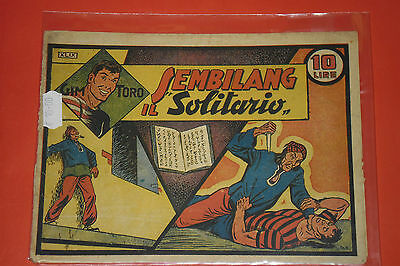 JIM TORO
SEMBILANG
IL "Solitario"
10
LIRE